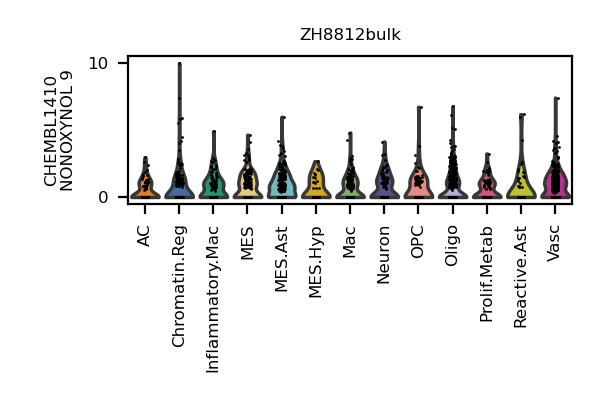 ZH8812bulk
CHEMBL1410
NONOXYNOL 9
10
0
AC
Chromatin.Reg
Inflammatory.Mac
MES
MES.Ast
MES.Hyp
Mac
Neuron
OPC
Oligo
Prolif.Metab
Reactive.Ast
Vasc